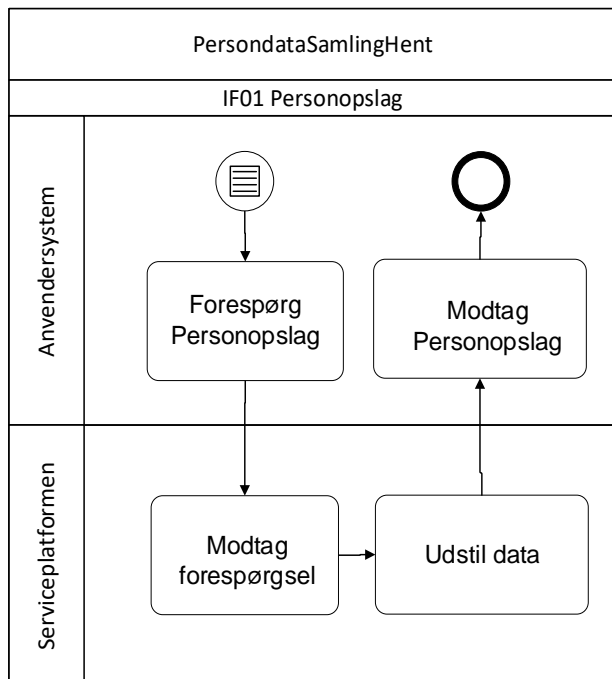 PersondataSamlingHent
IF01 Personopslag
Anvendersystem
Forespørg
Personopslag
Modtag
Personopslag
Serviceplatformen
Modtag
forespørgsel
Udstil data